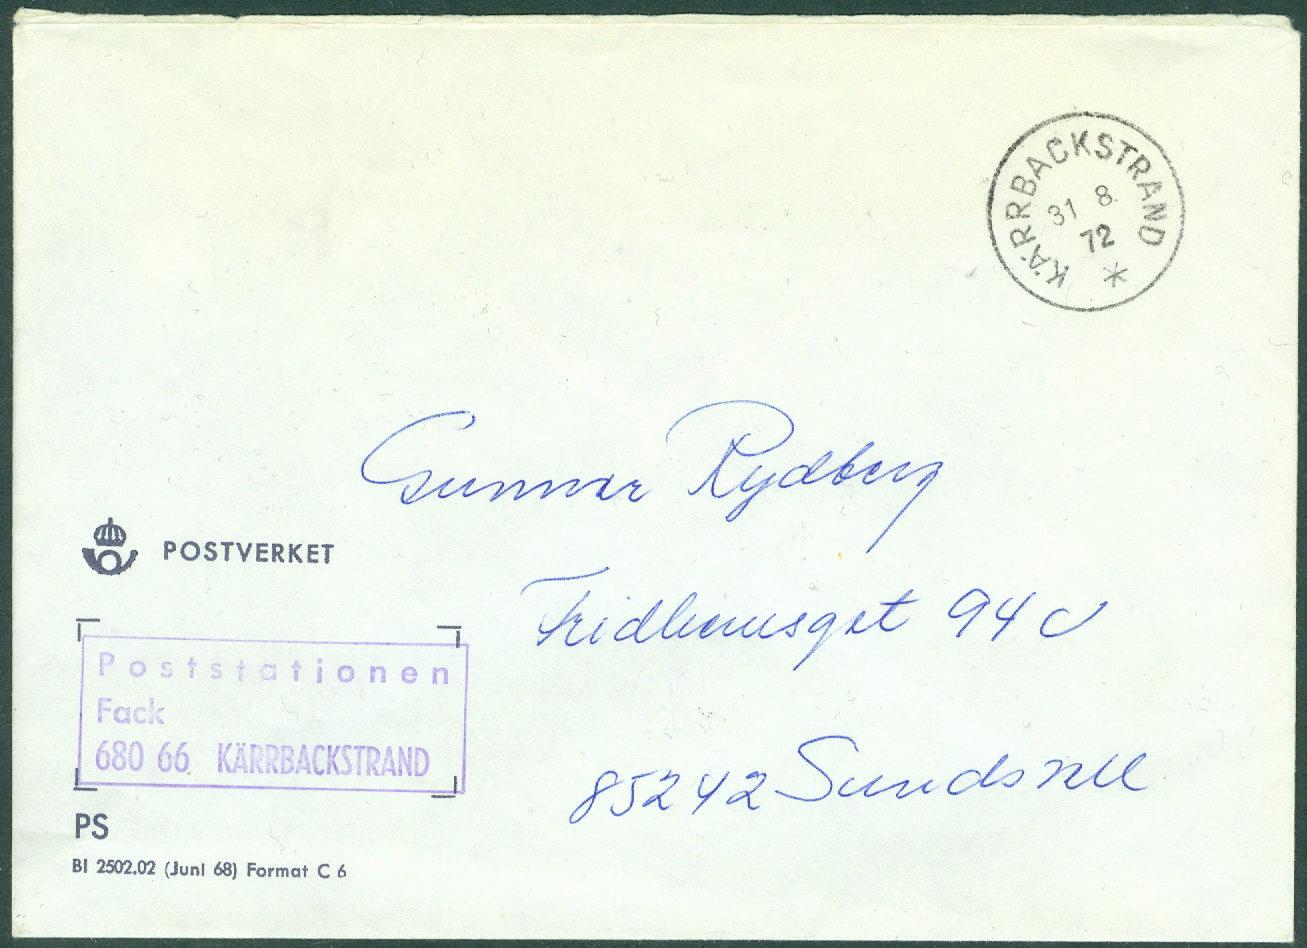 KÄRRBACKSTRAND
31 8.
72
*
Gunnar Rydberg
POSTVERKET
Fridhemsgat 94 C
Poststationen
Fack
680 66 KÄRRBACKSTRAND
85242 Sundsvall
PS
Bl 2502.02 (Juni 68) Format C 6